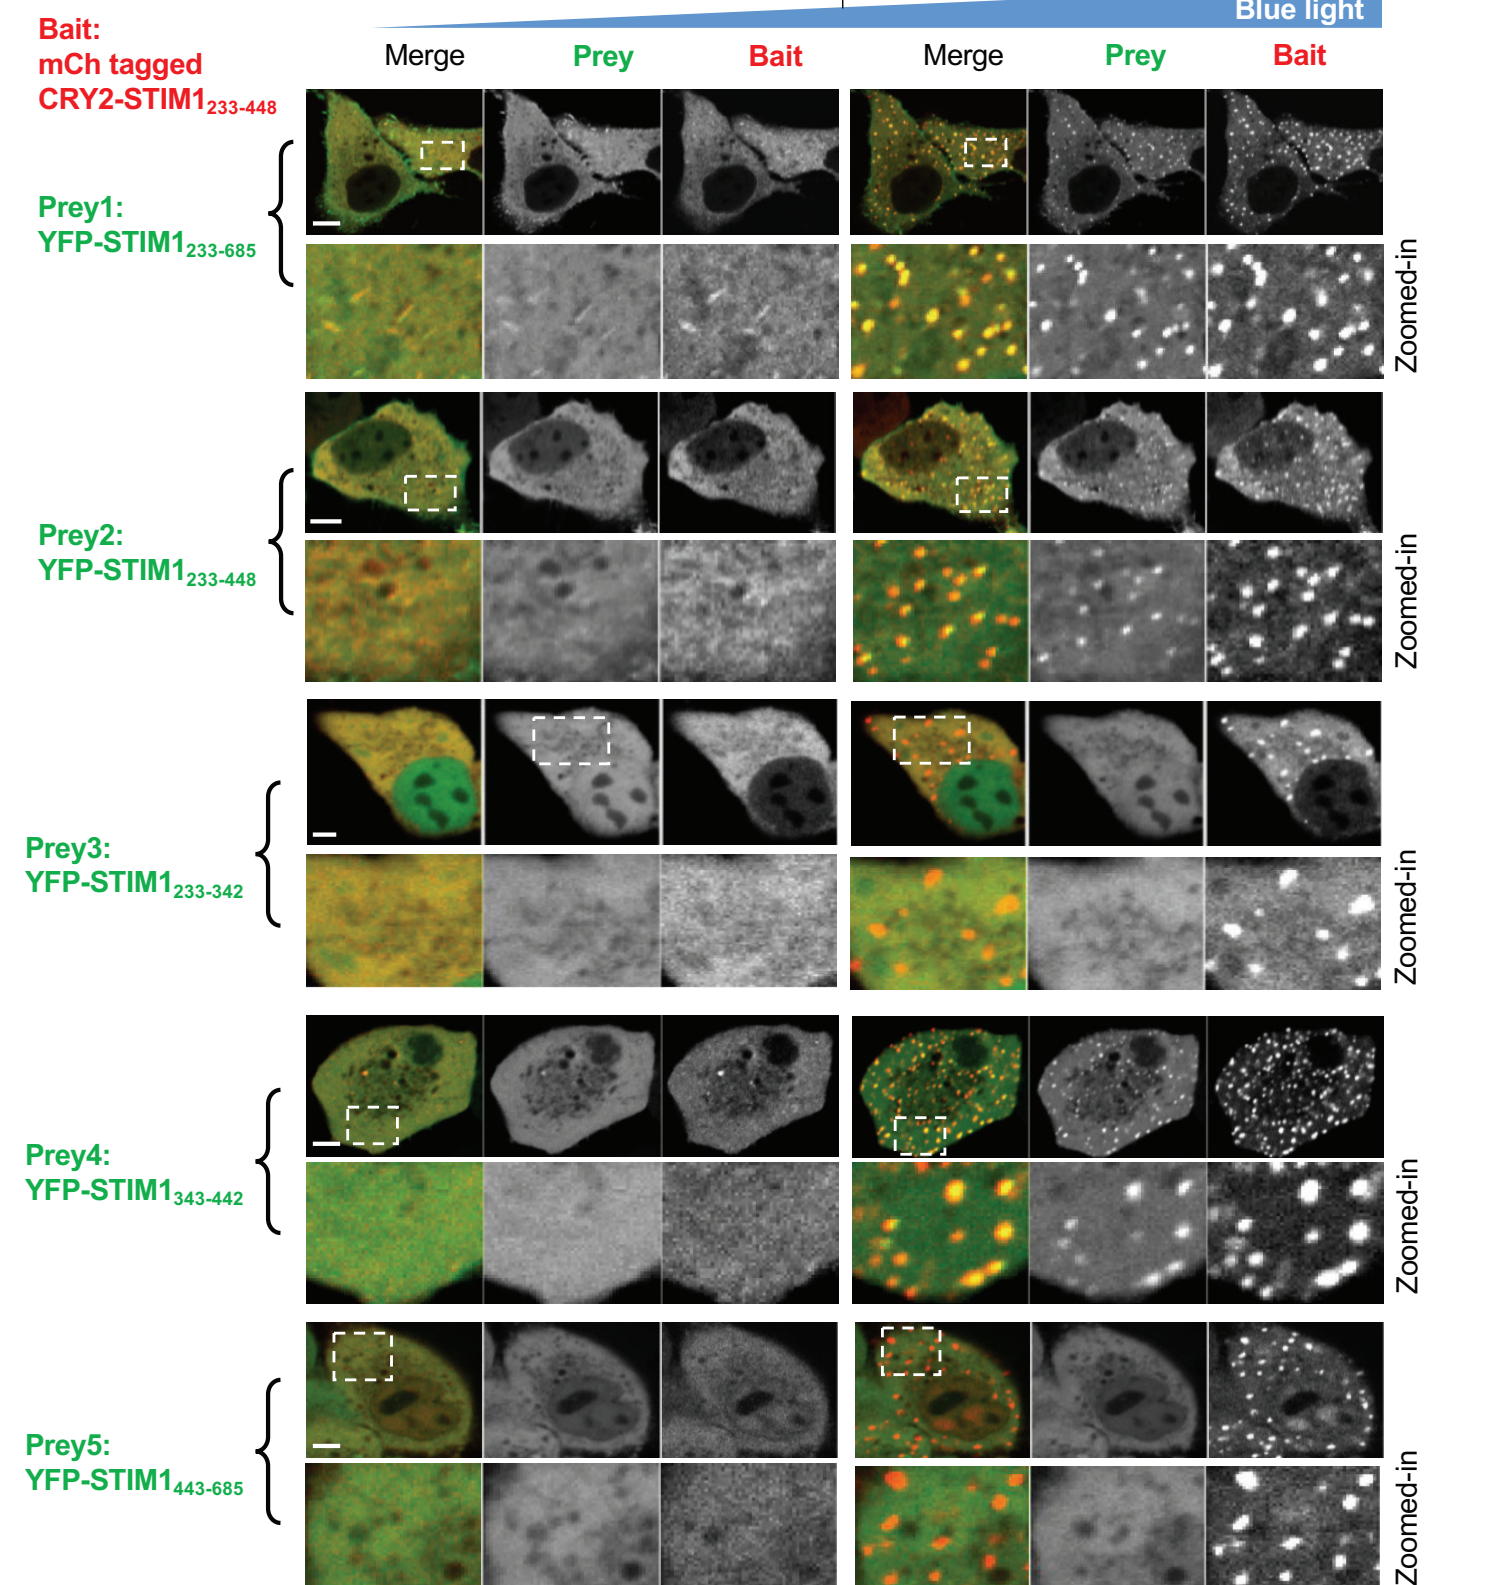 Blue light
Bait:
mCh tagged
CRY2-STIM1233-448
Merge Prey Bait Merge Prey Bait
Prey1:
YFP-STIM1233-685
Zoomed-in
Prey2:
YFP-STIM1233-448
Zoomed-in
Prey3:
YFP-STIM1233-342
Zoomed-in
Prey4:
YFP-STIM1343-442
Zoomed-in
Prey5:
YFP-STIM1443-685
Zoomed-in